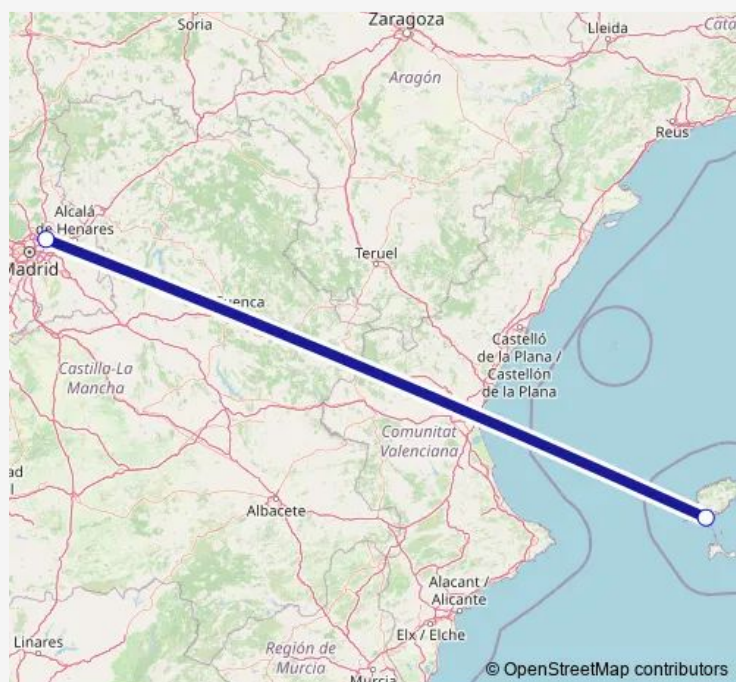 Soria
Zaragoza
Lleida
Cata
Aragón
Reus
Alcalá
de Henares
Madrid
Teruel
Cuenca
Castelló
de la Plana /
Castellón
de la Plana
Castilla-La
Mancha
Comunitat
Valenciana
ad
l
Albacete
Alacant /
Alicante
Elx / Elche
Linares
Región de
Murcia
Murcia
© OpenStreetMap contributors